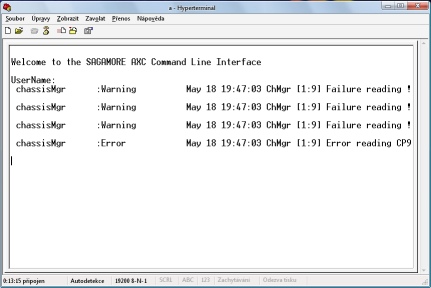 a - Hyperterminal
Soubor Úpravy Zobrazit Zavolat Přenos Nápověda
Welcome to the SAGAMORE AXC Command Line Interface
UserName:
chassisMgr :Warning May 18 19:47:03 ChMgr [1:9] Failure reading !
chassisMgr :Warning May 18 19:47:03 ChMgr [1:9] Failure reading !
chassisMgr :Warning May 18 19:47:03 ChMgr [1:9] Failure reading !
chassisMgr :Error May 18 19:47:03 ChMgr [1:9] Error reading CP9
0:13:15 připojen Autodetekce 19200 8-N-1 SCRL ABC 123 Zachytávání Odezva tisku